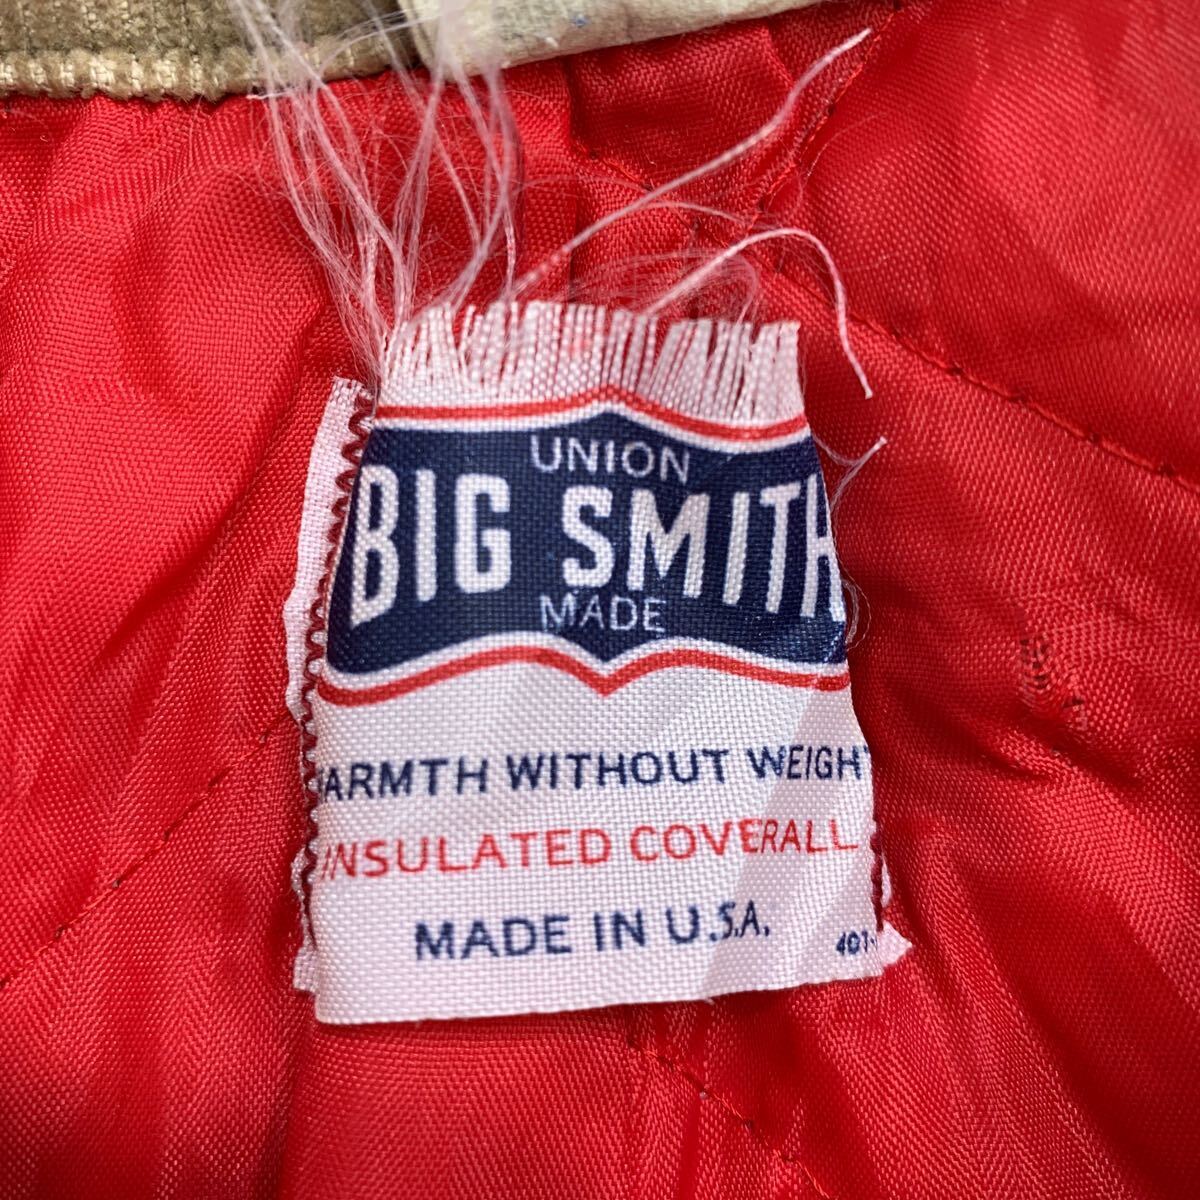 UNION
BIG SMITH
MADE
ARMTH WITHOUT WEIGHT
INSULATED COVERALL
MADE IN U.S.A.